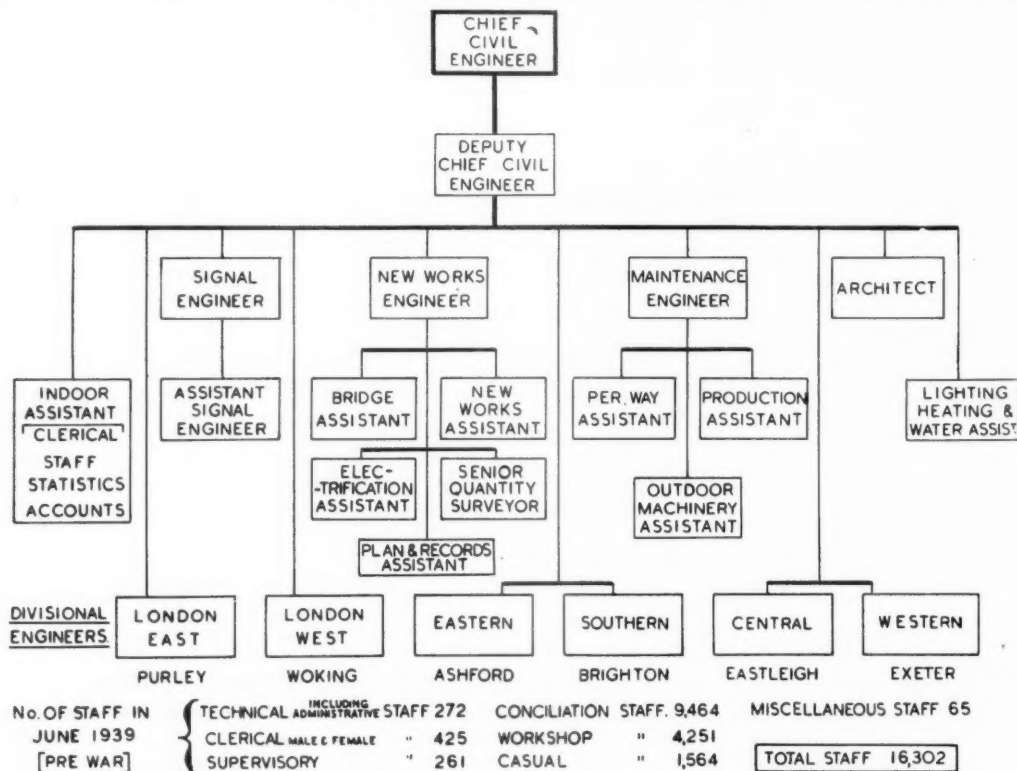 CHIEF
CIVIL
ENGINEER
DEPUTY
CHIEF CIVIL
ENGINEER
SIGNAL
ENGINEER
NEW WORKS
ENGINEER
MAINTENANCE
ENGINEER
ARCHITECT
INDOOR
ASSISTANT
CLERICAL
STAFF
STATISTICS
ACCOUNTS
ASSISTANT
SIGNAL
ENGINEER
BRIDGE
ASSISTANT
NEW
WORKS
ASSISTANT
PER. WAY
ASSISTANT
PRODUCTION
ASSISTANT
LIGHTING
HEATING &
WATER ASSIST
ELEC-
-TRIFICATION
ASSISTANT
SENIOR
QUANTITY
SURVEYOR
OUTDOOR
MACHINERY
ASSISTANT
PLAN & RECORDS
ASSISTANT
DIVISIONAL
ENGINEERS.
LONDON
EAST
LONDON
WEST
EASTERN
SOUTHERN
CENTRAL
WESTERN
PURLEY WOKING ASHFORD BRIGHTON EASTLEIGH EXETER
No. OF STAFF IN
JUNE 1939
[PRE WAR]
TECHNICAL INCLUDING ADMINISTRATIVE STAFF 272 CONCILIATION STAFF. 9,464 MISCELLANEOUS STAFF 65
CLERICAL MALE & FEMALE " 425 WORKSHOP " 4,251
SUPERVISORY " 261 CASUAL " 1,564 TOTAL STAFF 16,302